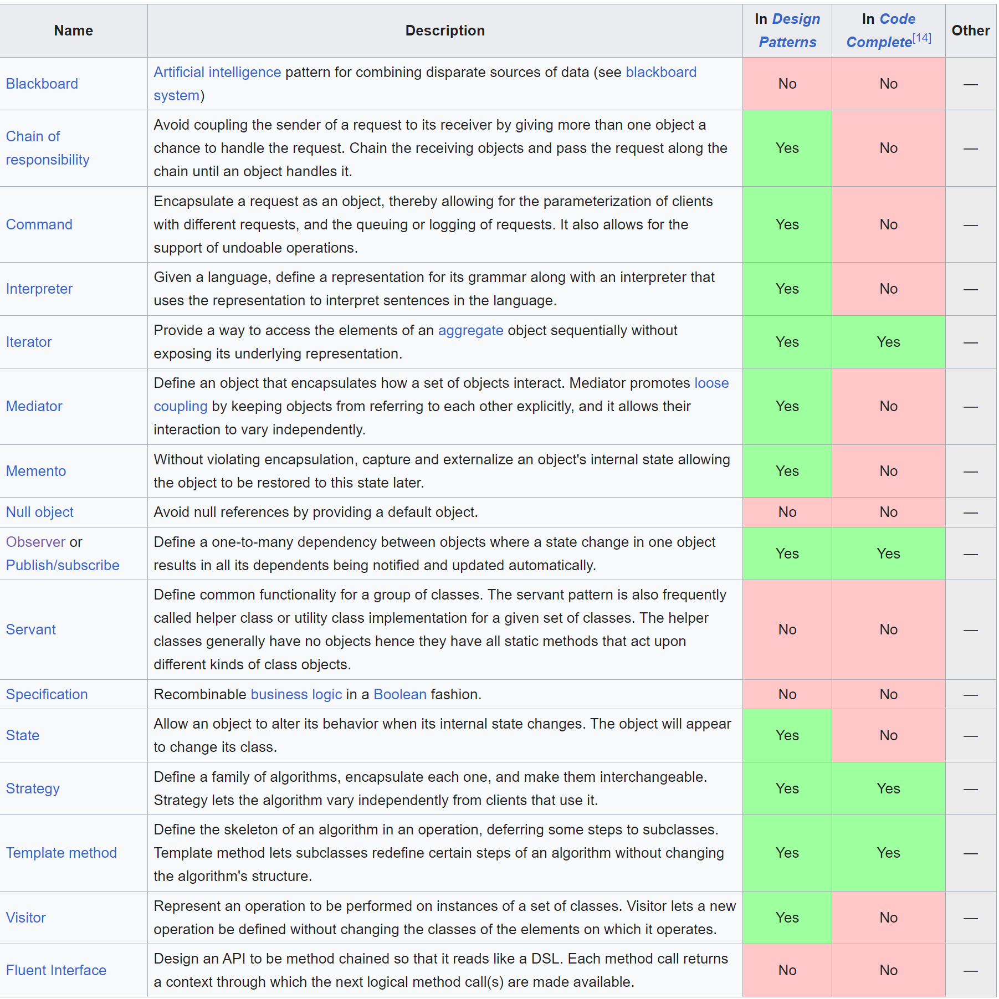 Name
Description
In Design
Patterns
In Code
Complete[14]
Other
Blackboard
Artificial intelligence pattern for combining disparate sources of data (see blackboard
system)
No
No
—
Chain of
responsibility
Avoid coupling the sender of a request to its receiver by giving more than one object a
chance to handle the request. Chain the receiving objects and pass the request along the
chain until an object handles it.
Yes
No
—
Command
Encapsulate a request as an object, thereby allowing for the parameterization of clients
with different requests, and the queuing or logging of requests. It also allows for the
support of undoable operations.
Yes
No
—
Interpreter
Given a language, define a representation for its grammar along with an interpreter that
uses the representation to interpret sentences in the language.
Yes
No
—
Iterator
Provide a way to access the elements of an aggregate object sequentially without
exposing its underlying representation.
Yes
Yes
—
Mediator
Define an object that encapsulates how a set of objects interact. Mediator promotes loose
coupling by keeping objects from referring to each other explicitly, and it allows their
interaction to vary independently.
Yes
No
—
Memento
Without violating encapsulation, capture and externalize an object's internal state allowing
the object to be restored to this state later.
Yes
No
—
Null object
Avoid null references by providing a default object.
No
No
—
Observer or
Publish/subscribe
Define a one-to-many dependency between objects where a state change in one object
results in all its dependents being notified and updated automatically.
Yes
Yes
—
Servant
Define common functionality for a group of classes. The servant pattern is also frequently
called helper class or utility class implementation for a given set of classes. The helper
classes generally have no objects hence they have all static methods that act upon
different kinds of class objects.
No
No
—
Specification
Recombinable business logic in a Boolean fashion.
No
No
—
State
Allow an object to alter its behavior when its internal state changes. The object will appear
to change its class.
Yes
No
—
Strategy
Define a family of algorithms, encapsulate each one, and make them interchangeable.
Strategy lets the algorithm vary independently from clients that use it.
Yes
Yes
—
Template method
Define the skeleton of an algorithm in an operation, deferring some steps to subclasses.
Template method lets subclasses redefine certain steps of an algorithm without changing
the algorithm's structure.
Yes
Yes
—
Visitor
Represent an operation to be performed on instances of a set of classes. Visitor lets a new
operation be defined without changing the classes of the elements on which it operates.
Yes
No
—
Fluent Interface
Design an API to be method chained so that it reads like a DSL. Each method call returns
a context through which the next logical method call(s) are made available.
No
No
—